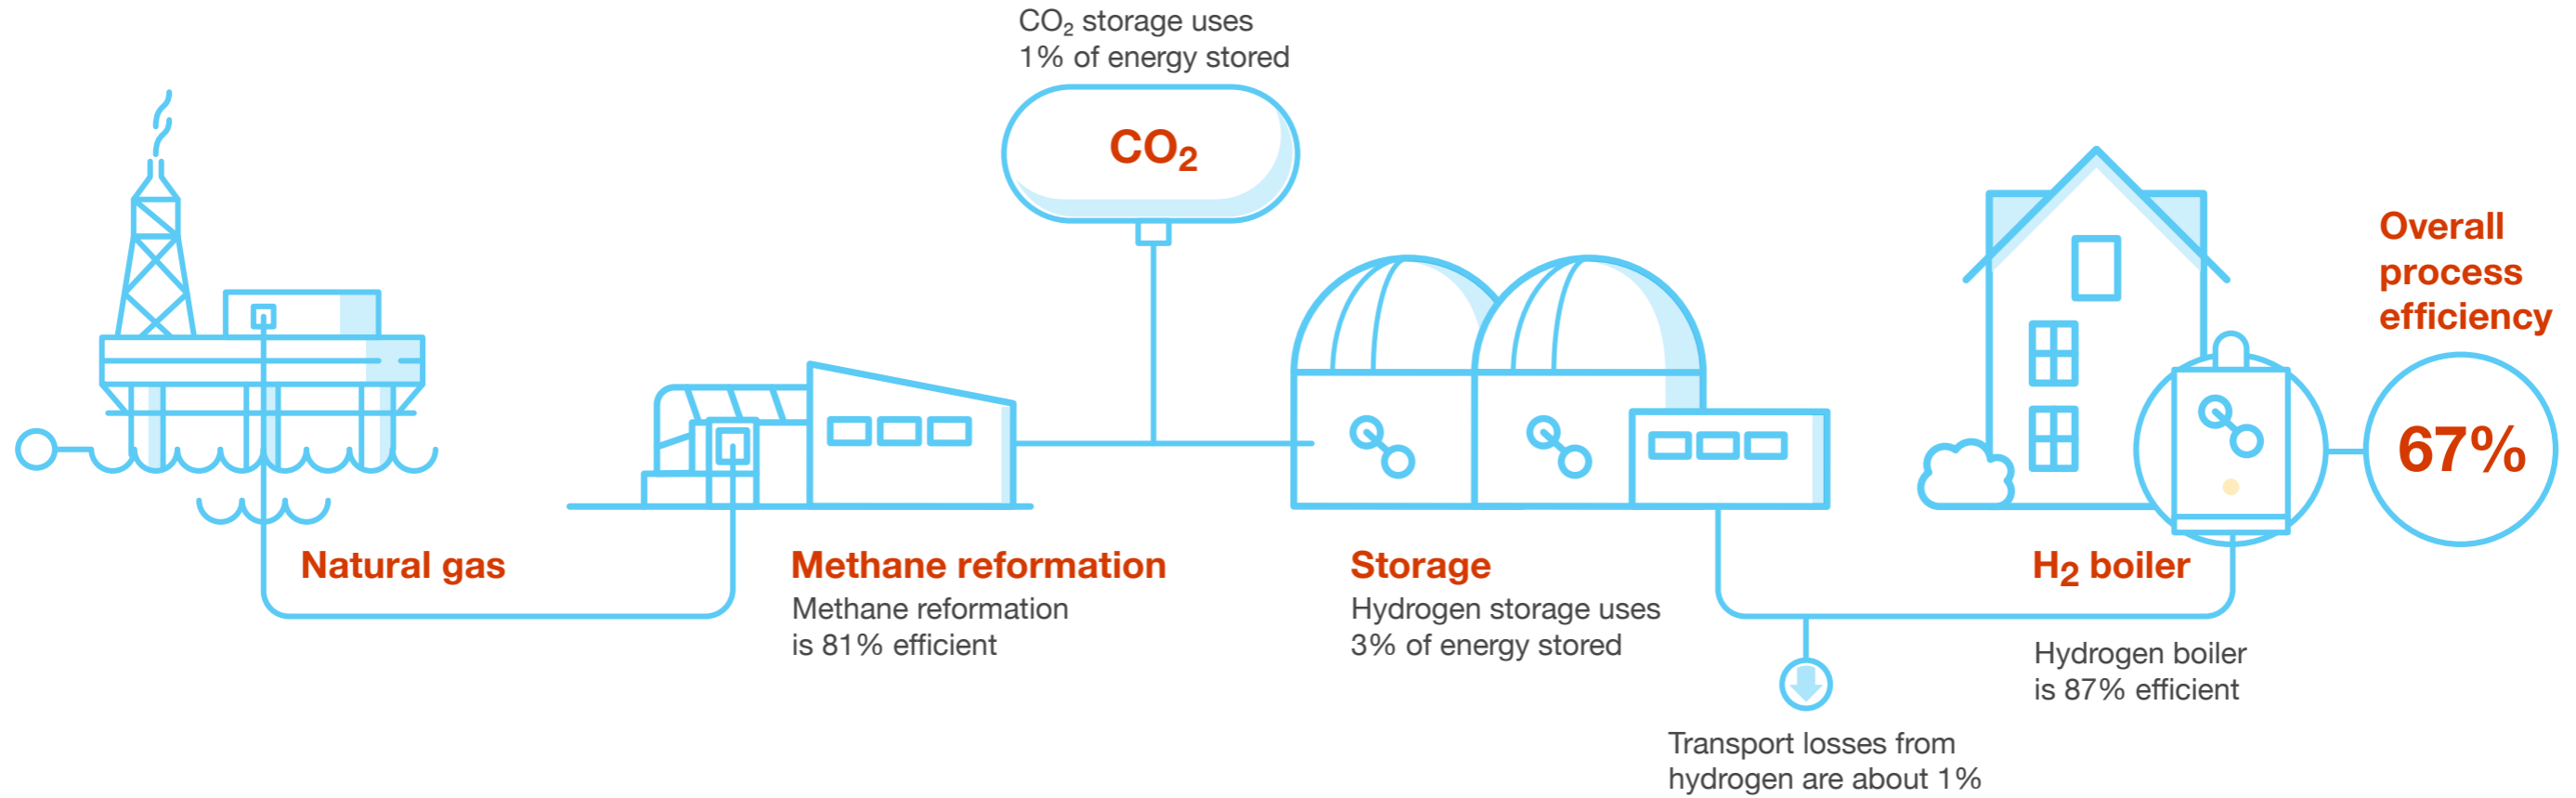 CO₂ storage uses
1% of energy stored
CO₂
Overall
process
efficiency
67%
Natural gas
Methane reformation
Methane reformation
is 81% efficient
Storage
Hydrogen storage uses
3% of energy stored
H₂ boiler
Hydrogen boiler
is 87% efficient
Transport losses from
hydrogen are about 1%